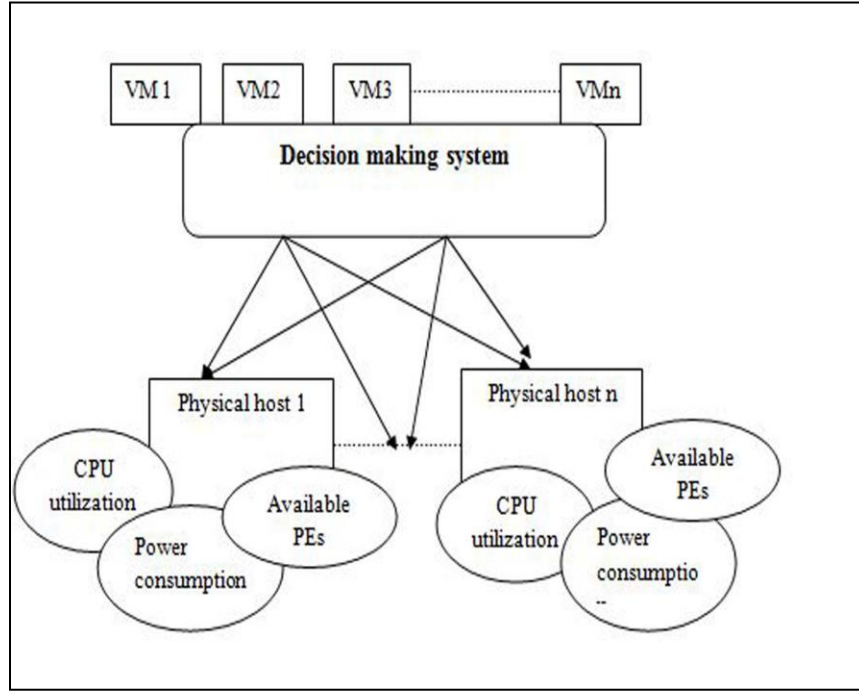 VM 1
VM2
VM3
VMn
Decision making system
Physical host 1
Physical host n
CPU
utilization
Power
consumption
Available
PEs
CPU
utilization
Power
consumptio
Available
PEs